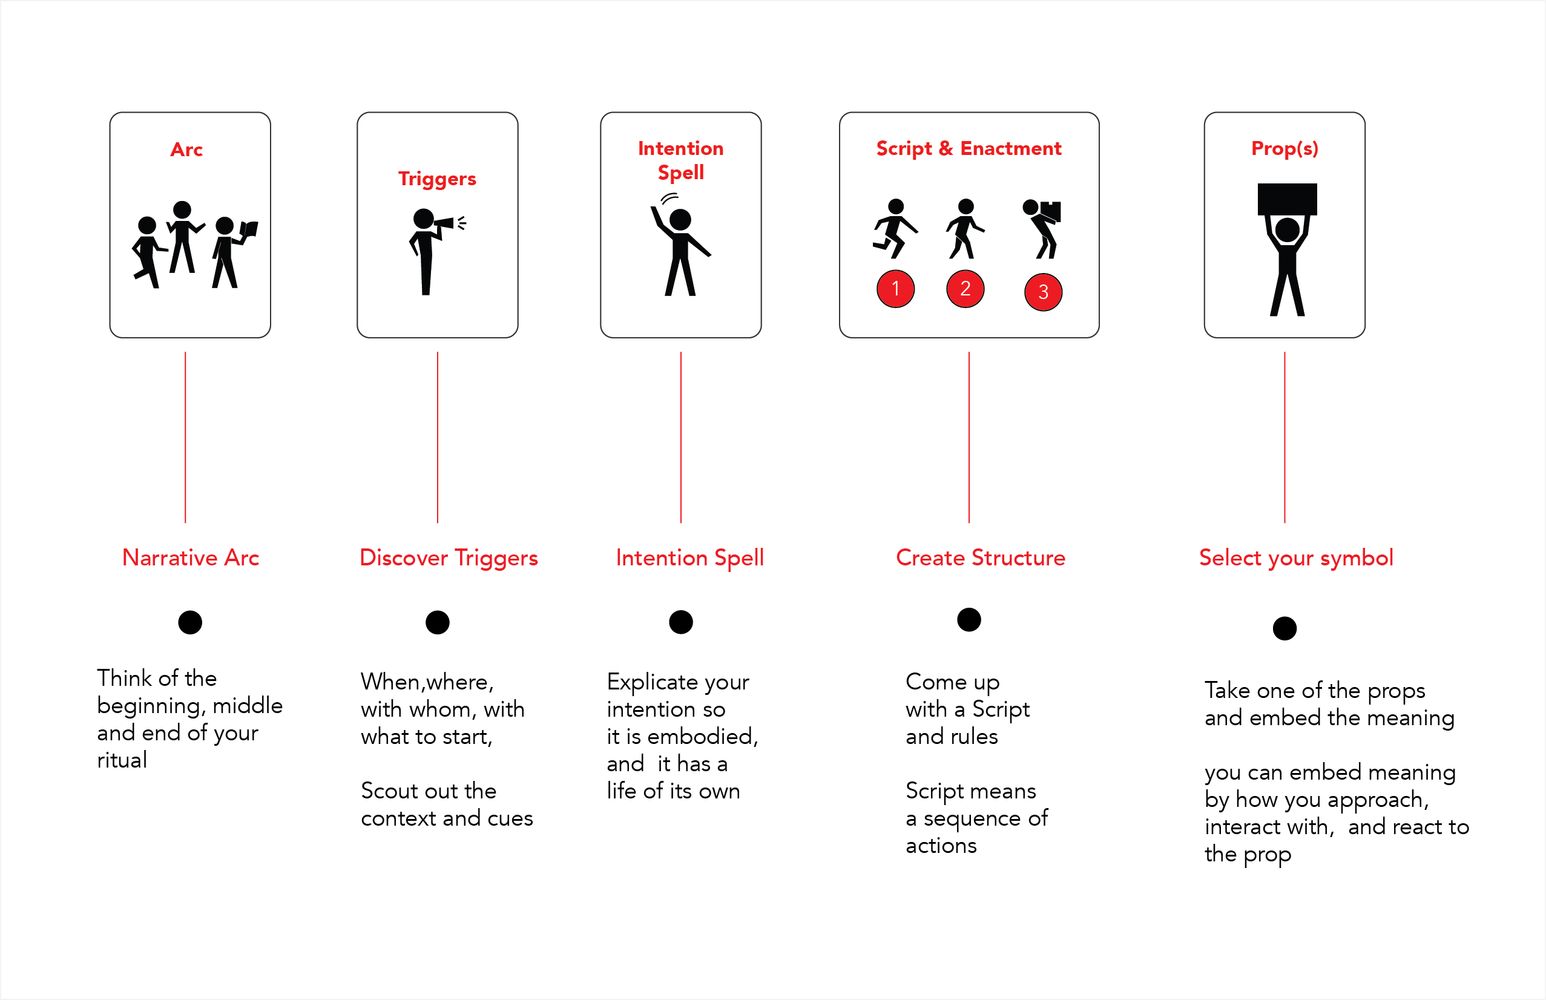 Arc
Triggers
Intention
Spell
Script & Enactment
1
2
3
Prop(s)
Narrative Arc
Think of the
beginning, middle
and end of your
ritual
Discover Triggers
When,where,
with whom, with
what to start,
Scout out the
context and cues
Intention Spell
Explicate your
intention so
it is embodied,
and  it has a
life of its own
Create Structure
Come up
with a Script
and rules
Script means
a sequence of
actions
Select your symbol
Take one of the props
and embed the meaning
you can embed meaning
by how you approach,
interact with,  and react to
the prop